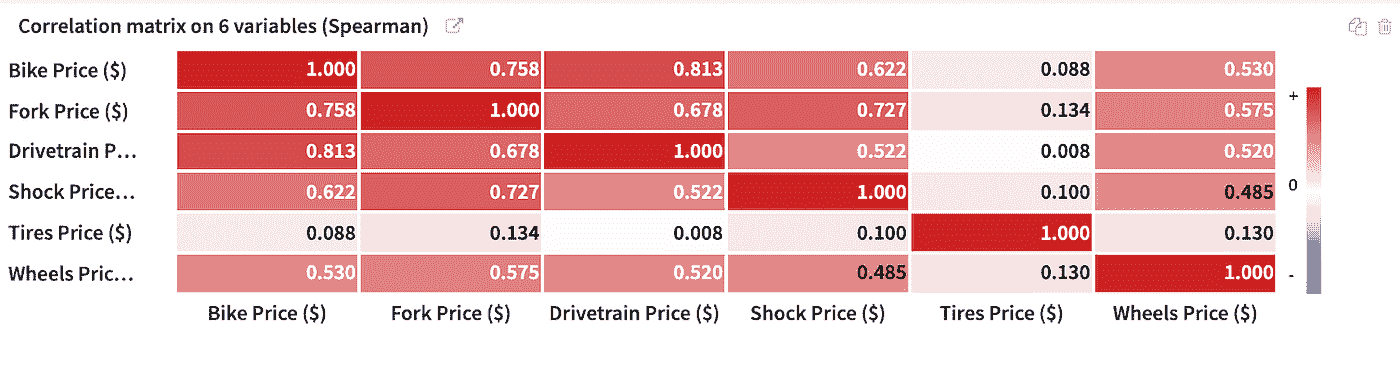 Correlation matrix on 6 variables (Spearman)
Bike Price ($) 1.000 0.758 0.813 0.622 0.088 0.530
+
Fork Price ($) 0.758 1.000 0.678 0.727 0.134 0.575
Drivetrain P... 0.813 0.678 1.000 0.522 0.008 0.520
Shock Price... 0.622 0.727 0.522 1.000 0.100 0.485
0
Tires Price ($) 0.088 0.134 0.008 0.100 1.000 0.130
Wheels Pric... 0.530 0.575 0.520 0.485 0.130 1.000
-
Bike Price ($) Fork Price ($) Drivetrain Price ($) Shock Price ($) Tires Price ($) Wheels Price ($)